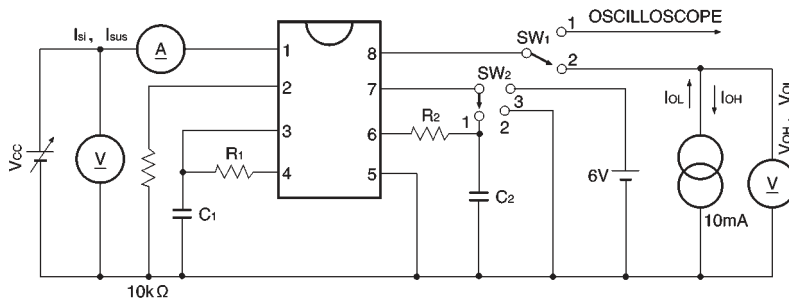 Isi, Isus
A
1
2
3
4
8
7
6
5
SW1
1
OSCILLOSCOPE
2
SW2
3
1
2
R2
R1
C1
C2
VCC
V
10kΩ
6V
IOL
IOH
10mA
V
VOH, VOL